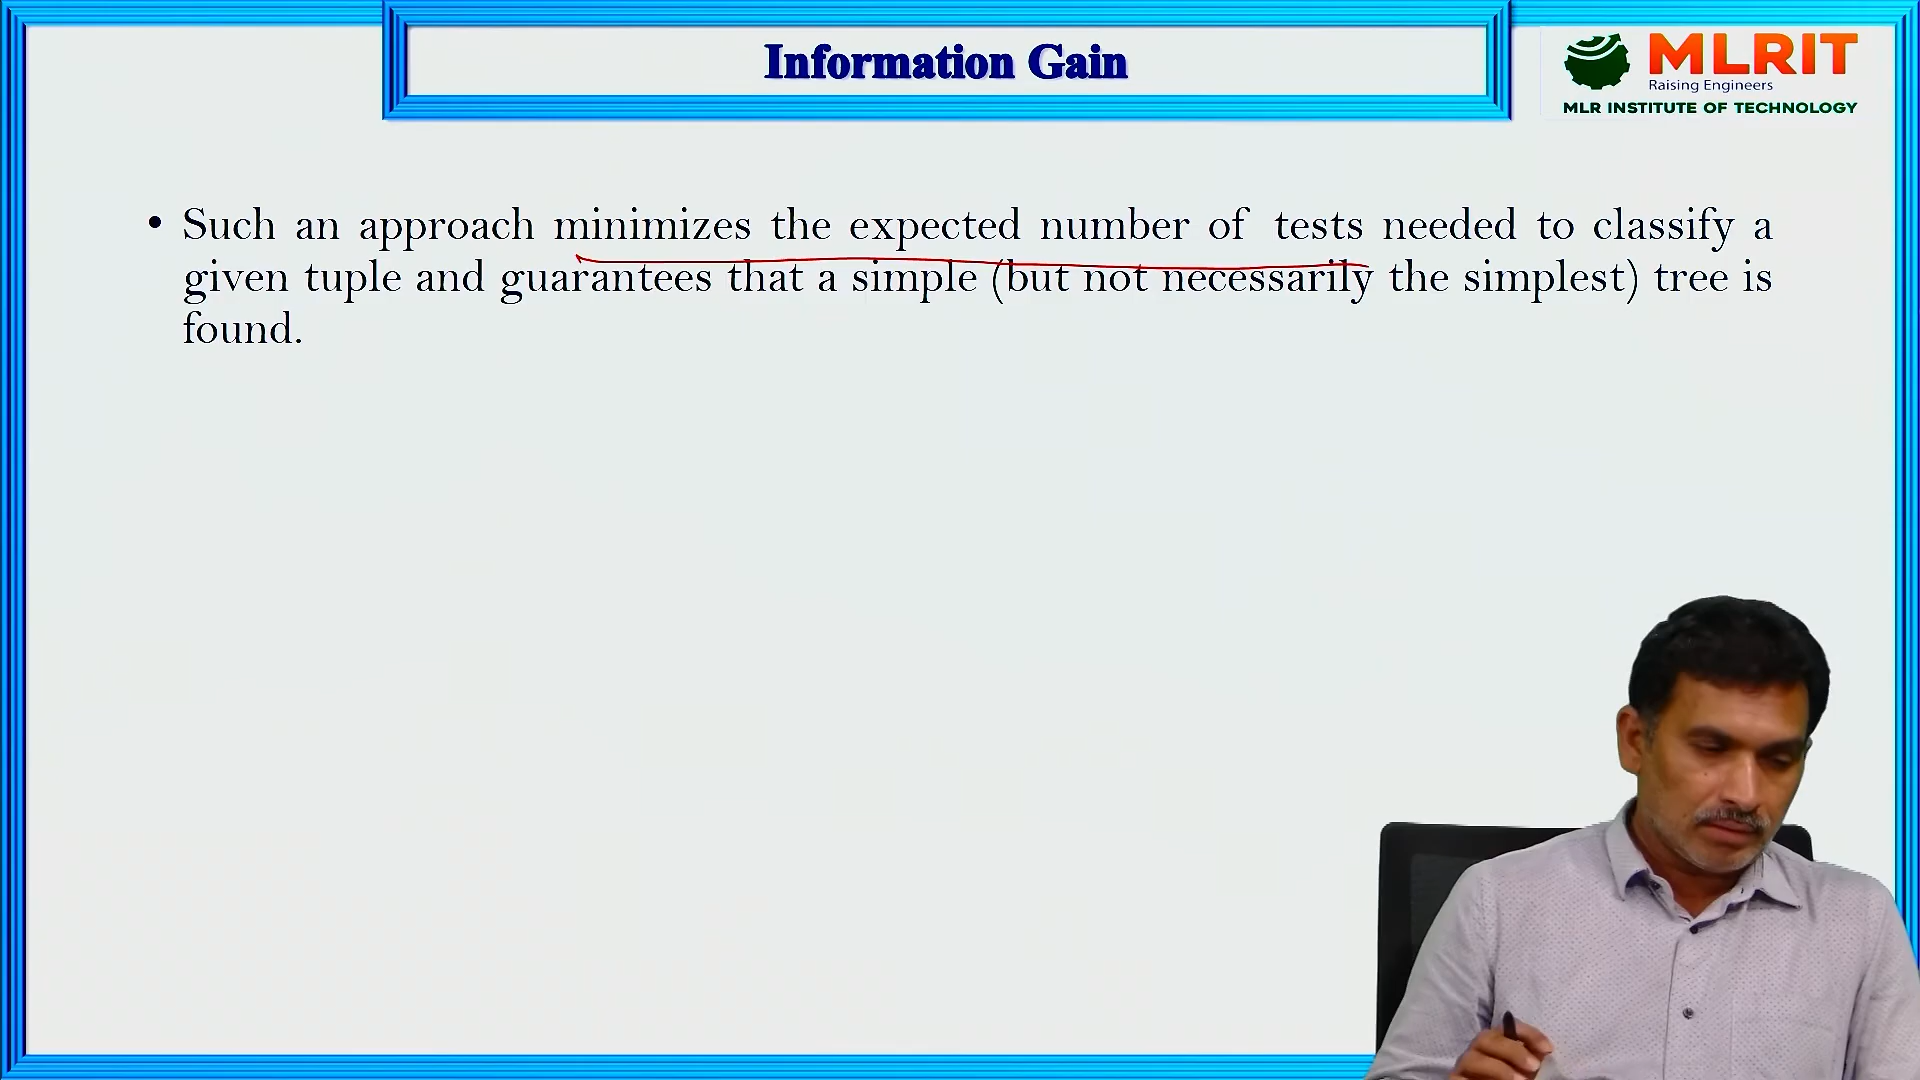 Information Gain
MLRIT
Raising Engineers
MLR INSTITUTE OF TECHNOLOGY
• Such an approach minimizes the expected number of tests needed to classify a
given tuple and guarantees that a simple (but not necessarily the simplest) tree is
found.